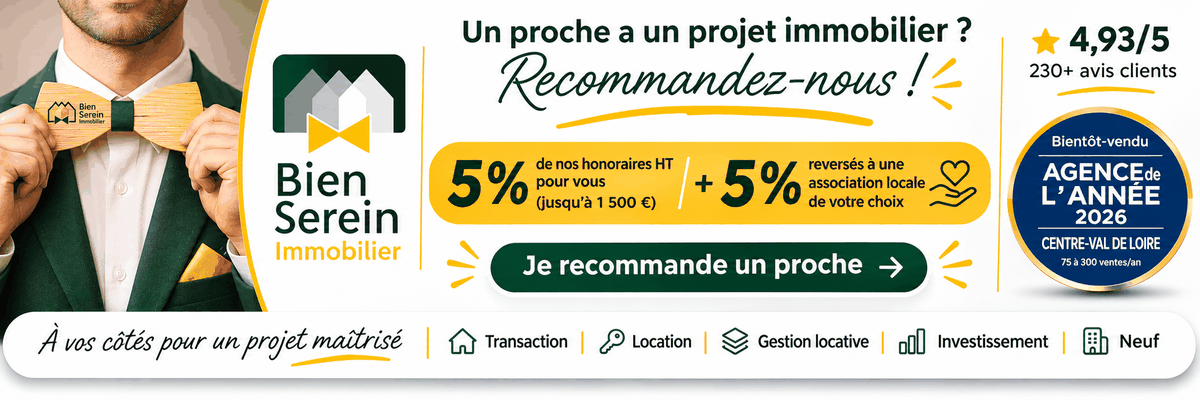 Bien
Serein
Immobilier
Bien
Serein
Immobilier
Un proche a un projet immobilier ?
Recommandez-nous !
5% de nos honoraires HT
pour vous
(jusqu'à 1 500 €)
+ 5% reversés à une
association locale
de votre choix
Je recommande un proche →
4,93/5
230+ avis clients
Bientôt-vendu
AGENCE de
L'ANNÉE
2026
CENTRE-VAL DE LOIRE
75 à 300 ventes/an
À vos côtés pour un projet maîtrisé
Transaction
Location
Gestion locative
Investissement
Neuf